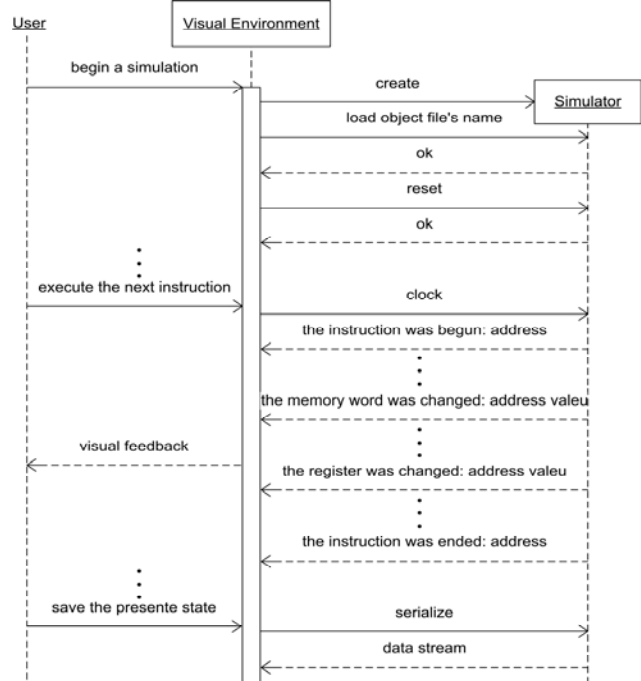 User
Visual Environment
begin a simulation
create
Simulator
load object file's name
ok
reset
ok
execute the next instruction
clock
the instruction was begun: address
the memory word was changed: address valeu
visual feedback
the register was changed: address valeu
the instruction was ended: address
save the presente state
serialize
data stream